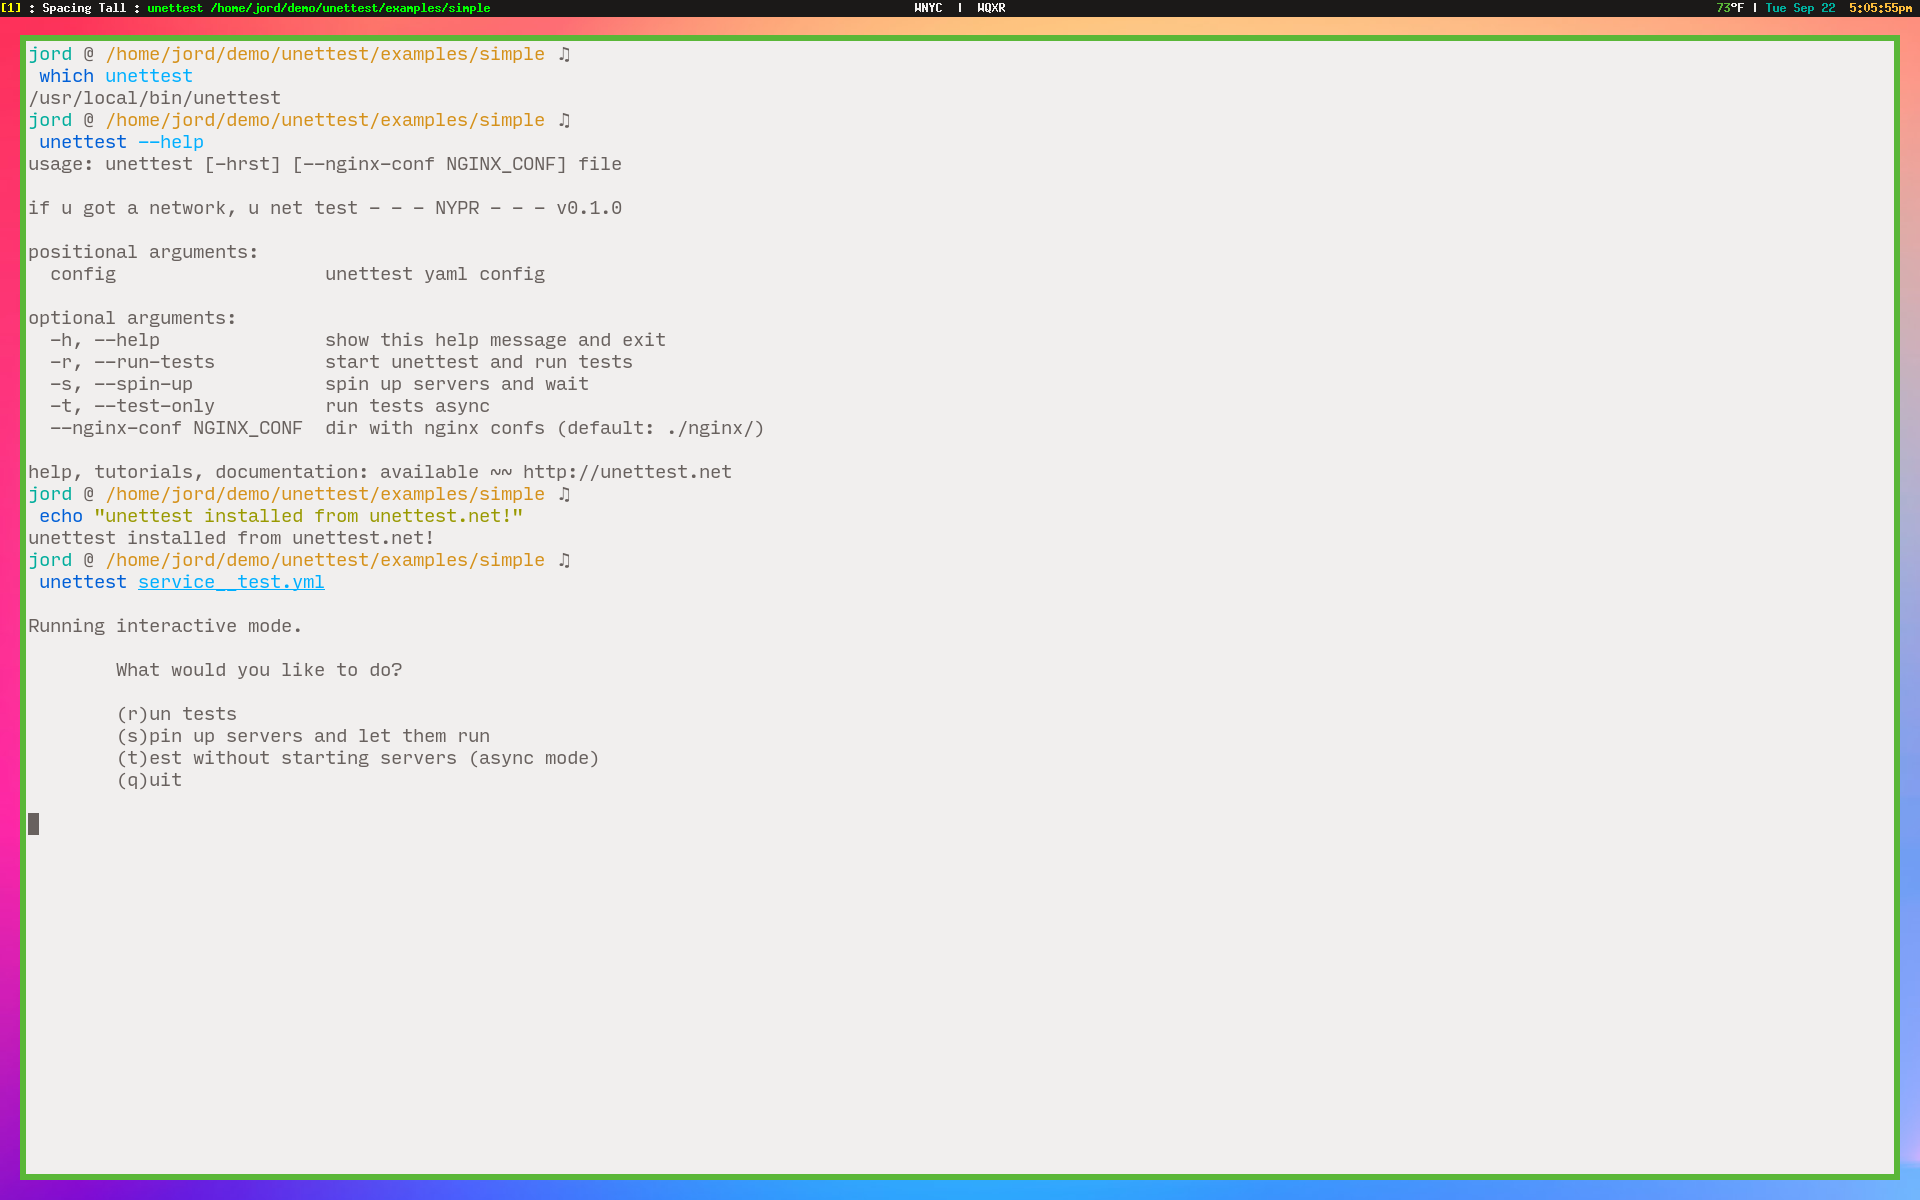 [1] : Spacing Tall : unettest /home/jord/demo/unettest/examples/simple WNYC | WQXR 73°F | Tue Sep 22 5:05:55pm
jord @ /home/jord/demo/unettest/examples/simple ♫
which unettest
/usr/local/bin/unettest
jord @ /home/jord/demo/unettest/examples/simple ♫
unettest --help
usage: unettest [-hrst] [--nginx-conf NGINX_CONF] file
if u got a network, u net test - - - NYPR - - - v0.1.0
positional arguments:
config unettest yaml config
optional arguments:
-h, --help show this help message and exit
-r, --run-tests start unettest and run tests
-s, --spin-up spin up servers and wait
-t, --test-only run tests async
--nginx-conf NGINX_CONF dir with nginx confs (default: ./nginx/)
help, tutorials, documentation: available ~~ http://unettest.net
jord @ /home/jord/demo/unettest/examples/simple ♫
echo "unettest installed from unettest.net!"
unettest installed from unettest.net!
jord @ /home/jord/demo/unettest/examples/simple ♫
unettest service__test.yml
Running interactive mode.
What would you like to do?
(r)un tests
(s)pin up servers and let them run
(t)est without starting servers (async mode)
(q)uit